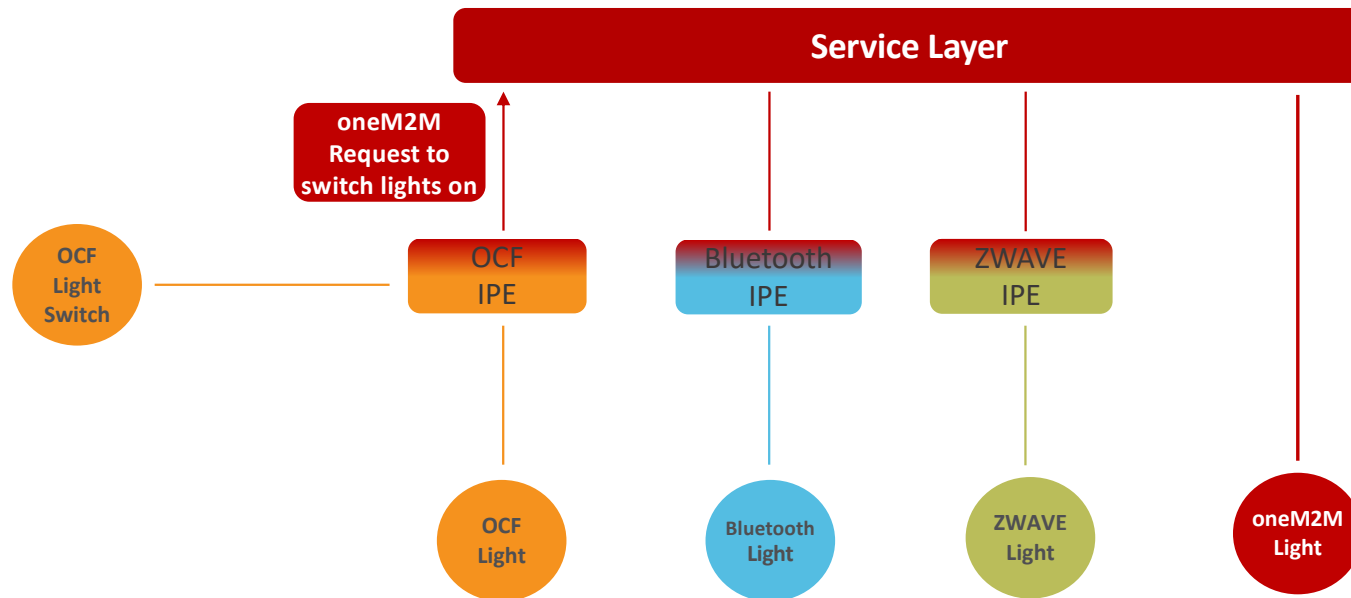 Service Layer
oneM2M
Request to
switch lights on
OCF
Light
Switch
OCF
IPE
Bluetooth
IPE
ZWAVE
IPE
OCF
Light
Bluetooth
Light
ZWAVE
Light
oneM2M
Light